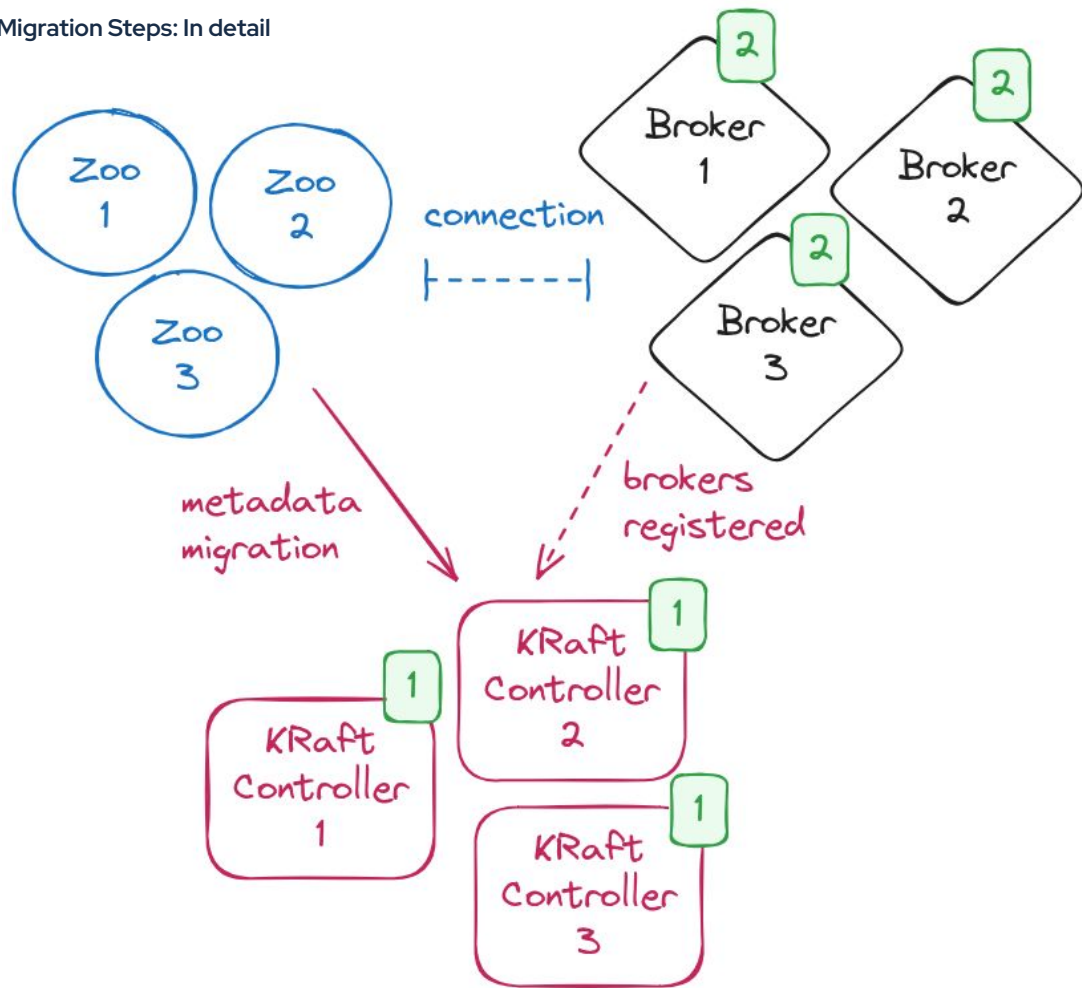 Migration Steps: In detail
2
Broker
1
2
Broker
2
Zoo
1
Zoo
2
connection
2
Broker
3
Zoo
3
metadata
migration
brokers
registered
1
KRaft
Controller
2
1
KRaft
Controller
1
1
KRaft
Controller
3